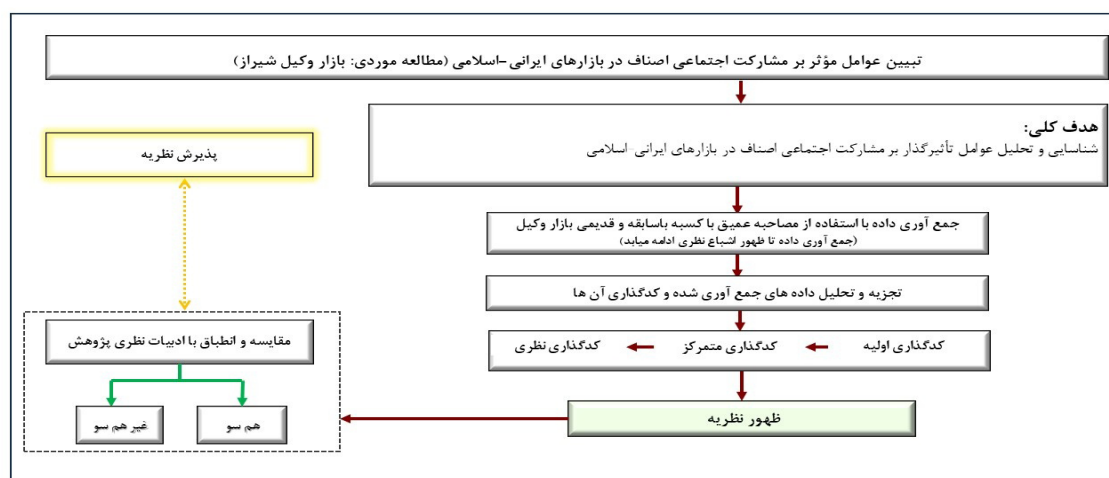 تبیین عوامل مؤثر بر مشارکت اجتماعی اصناف در بازارهای ایرانی-اسلامی (مطالعه موردی: بازار وکیل شیراز)
هدف کلی:
شناسایی و تحلیل عوامل تأثیرگذار بر مشارکت اجتماعی اصناف در بازارهای ایرانی-اسلامی
جمع آوری داده با استفاده از مصاحبه عمیق با کسبه باسابقه و قدیمی بازار وکیل
(جمع آوری داده تا ظهور اشباع نظری ادامه میابد)
تجزیه و تحلیل داده های جمع آوری شده و کدگذاری آن ها
کدگذاری اولیه
کدگذاری متمرکز
کدگذاری نظری
ظهور نظریه
مقایسه و انطباق با ادبیات نظری پژوهش
هم سو
غیر هم سو
پذیرش نظریه